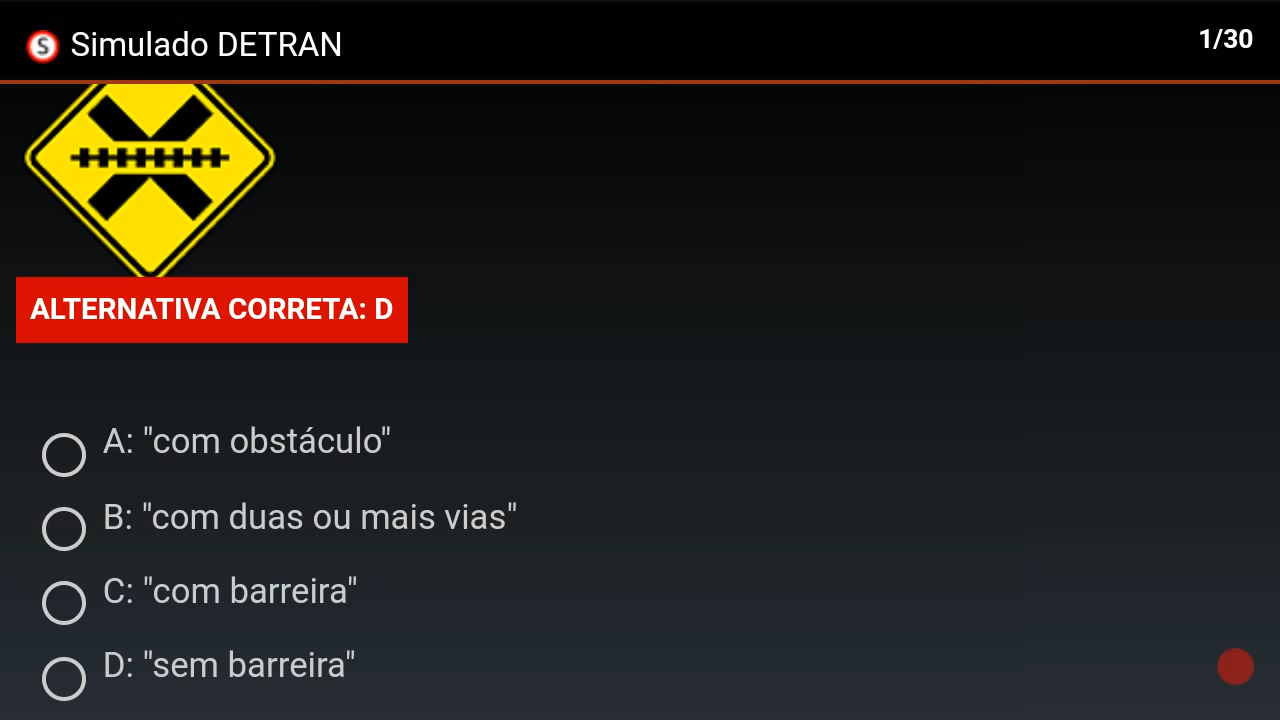 S Simulado DETRAN
1/30
ALTERNATIVA CORRETA: D
A: "com obstáculo"
B: "com duas ou mais vias"
C: "com barreira"
D: "sem barreira"